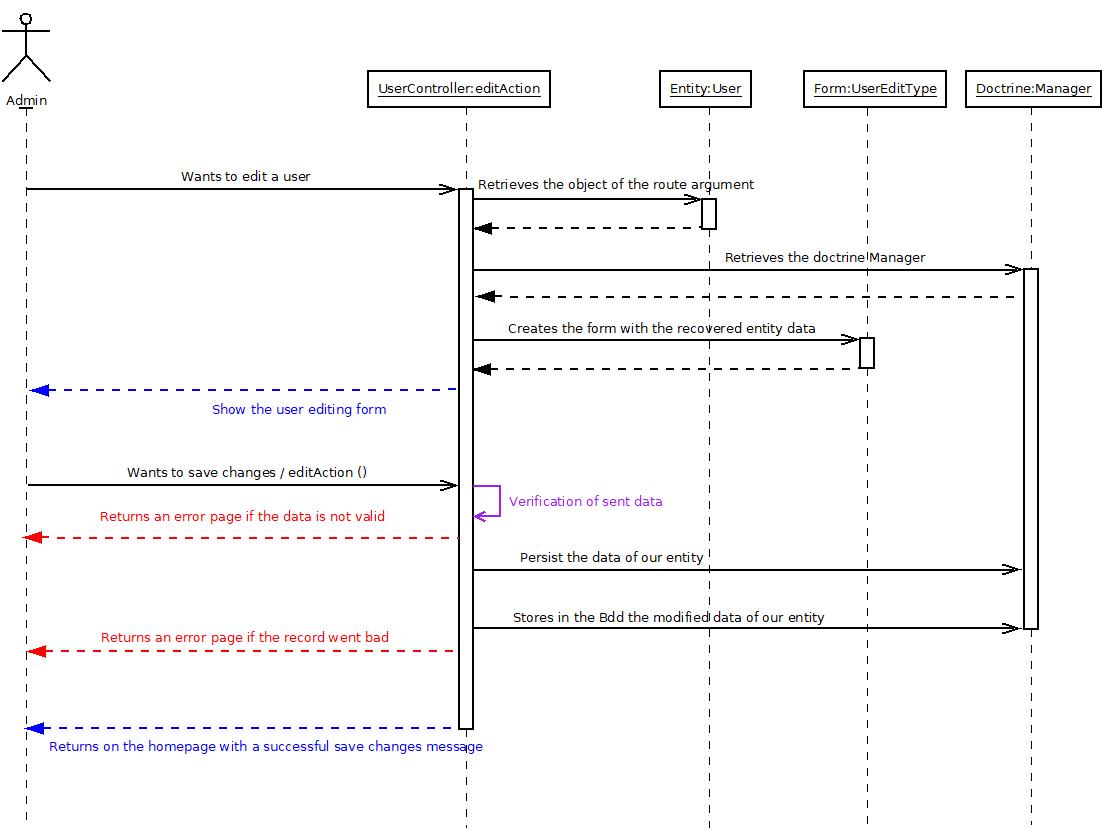 Admin
UserController:editAction
Entity:User
Form:UserEditType
Doctrine:Manager
Wants to edit a user
Retrieves the object of the route argument
Retrieves the doctrine Manager
Creates the form with the recovered entity data
Show the user editing form
Wants to save changes / editAction ()
Verification of sent data
Returns an error page if the data is not valid
Persist the data of our entity
Stores in the Bdd the modified data of our entity
Returns an error page if the record went bad
Returns on the homepage with a successful save changes message